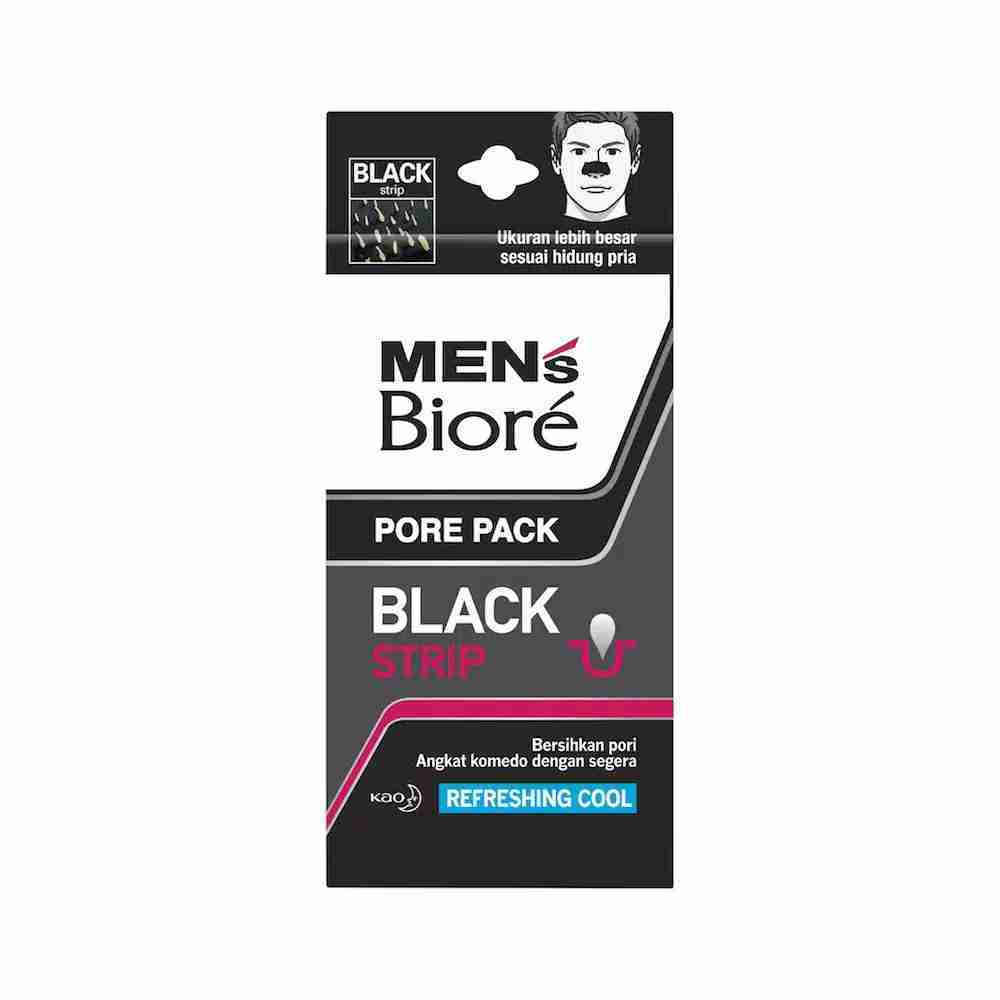 BLACK
strip
Ukuran lebih besar
sesuai hidung pria
MEN's
Bioré
PORE PACK
BLACK
STRIP
Bersihkan pori
Angkat komedo dengan segera
Kao
REFRESHING COOL